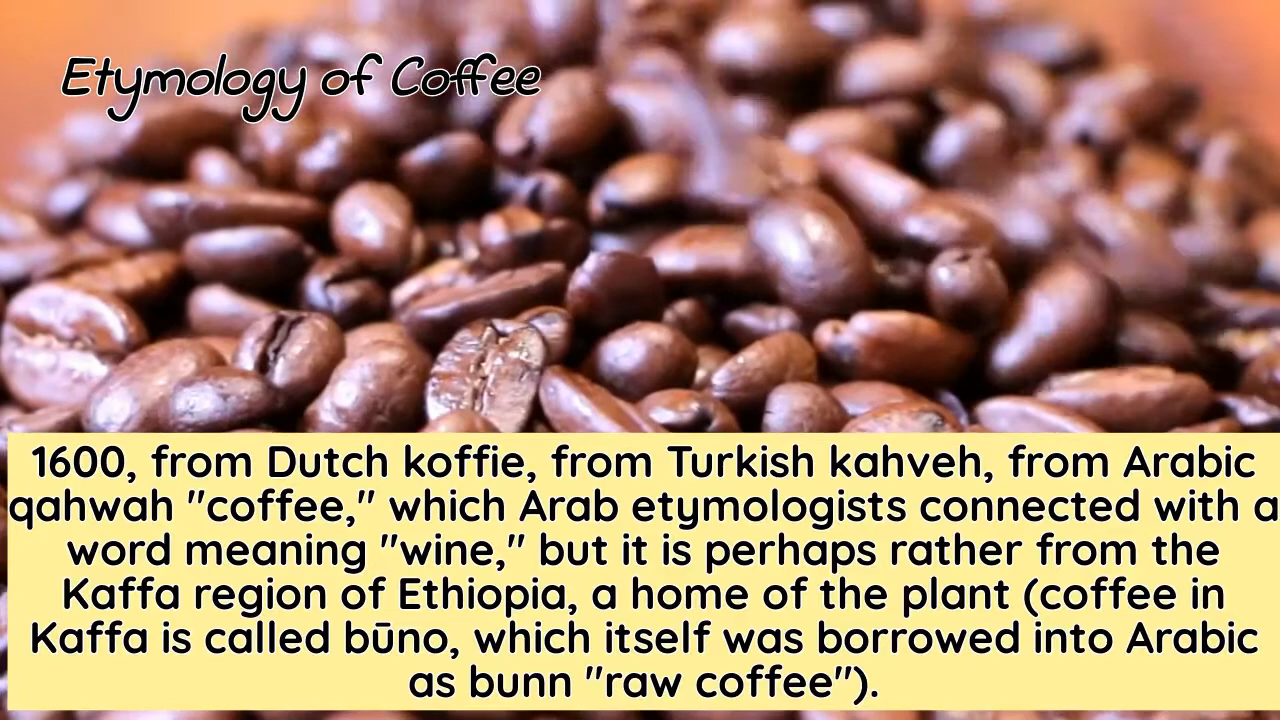 Etymology of Coffee
1600, from Dutch koffie, from Turkish kahveh, from Arabic
qahwah "coffee," which Arab etymologists connected with a
word meaning "wine," but it is perhaps rather from the
Kaffa region of Ethiopia, a home of the plant (coffee in
Kaffa is called būno, which itself was borrowed into Arabic
as bunn "raw coffee").